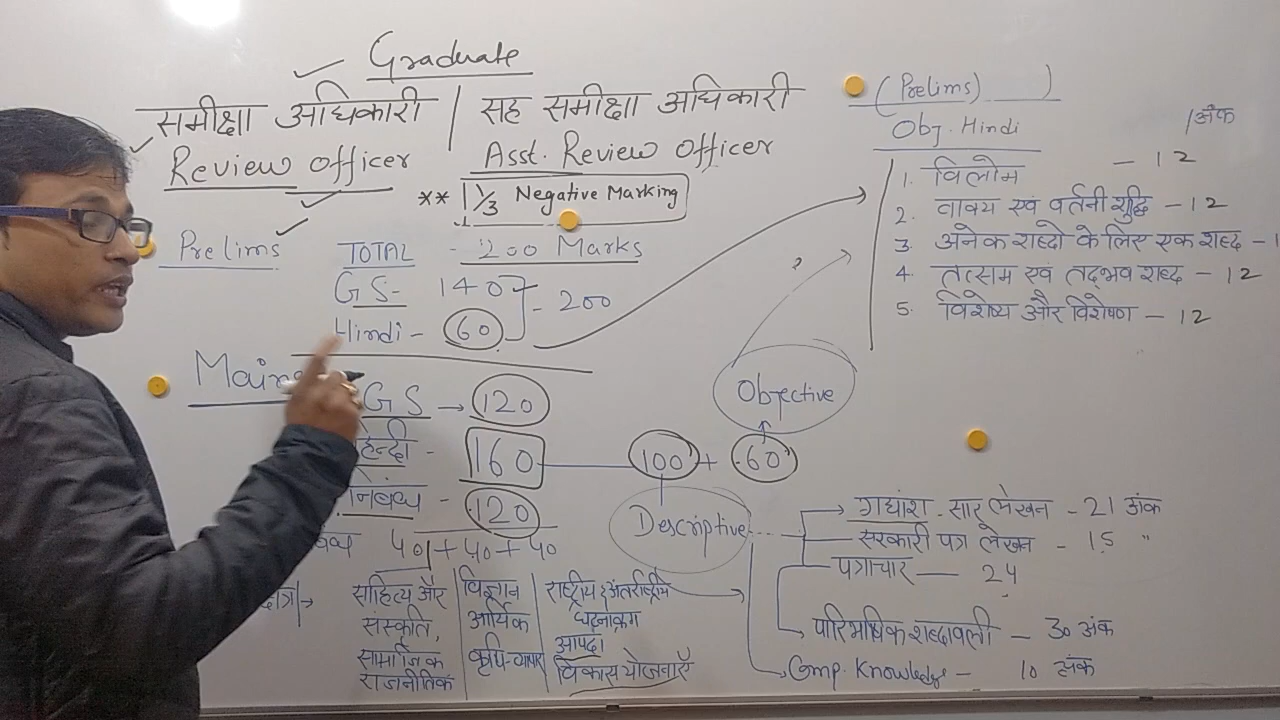 Graduate
समीक्षा अधिकारी | सह समीक्षा अधिकारी
Review officer Asst. Review officer
** 1/3 Negative Marking
Prelims TOTAL - 200 Marks
GS- 140
- 200
Hindi - 60
Mains
GS → 120
हिन्दी - 160 100 + 60
निबंध - 120
40 + 40 + 40
साहित्य और
संस्कृति,
सामाजिक
राजनीतिक
विज्ञान
आर्थिक
कृषि-व्यापार
राष्ट्रीय अंतर्राष्ट्रीय
घटनाक्रम
आपदा
विकास योजनाएँ
Objective
Descriptive
(Prelims) )
Obj. Hindi /अंक
1. विलोम - 12
2. वाक्य एवं वर्तनी शुद्धि - 12
3. अनेक शब्दो के लिए एक शब्द - 1
4. तत्सम एवं तद्भव शब्द - 12
5. विशेष्य और विशेषण - 12
गद्यांश - सार लेखन - 21 अंक
सरकारी पत्र लेखन - 15 "
पत्राचार - 24
परिभाषिक शब्दावली - 30 अंक
Comp. Knowledge - 10 अंक